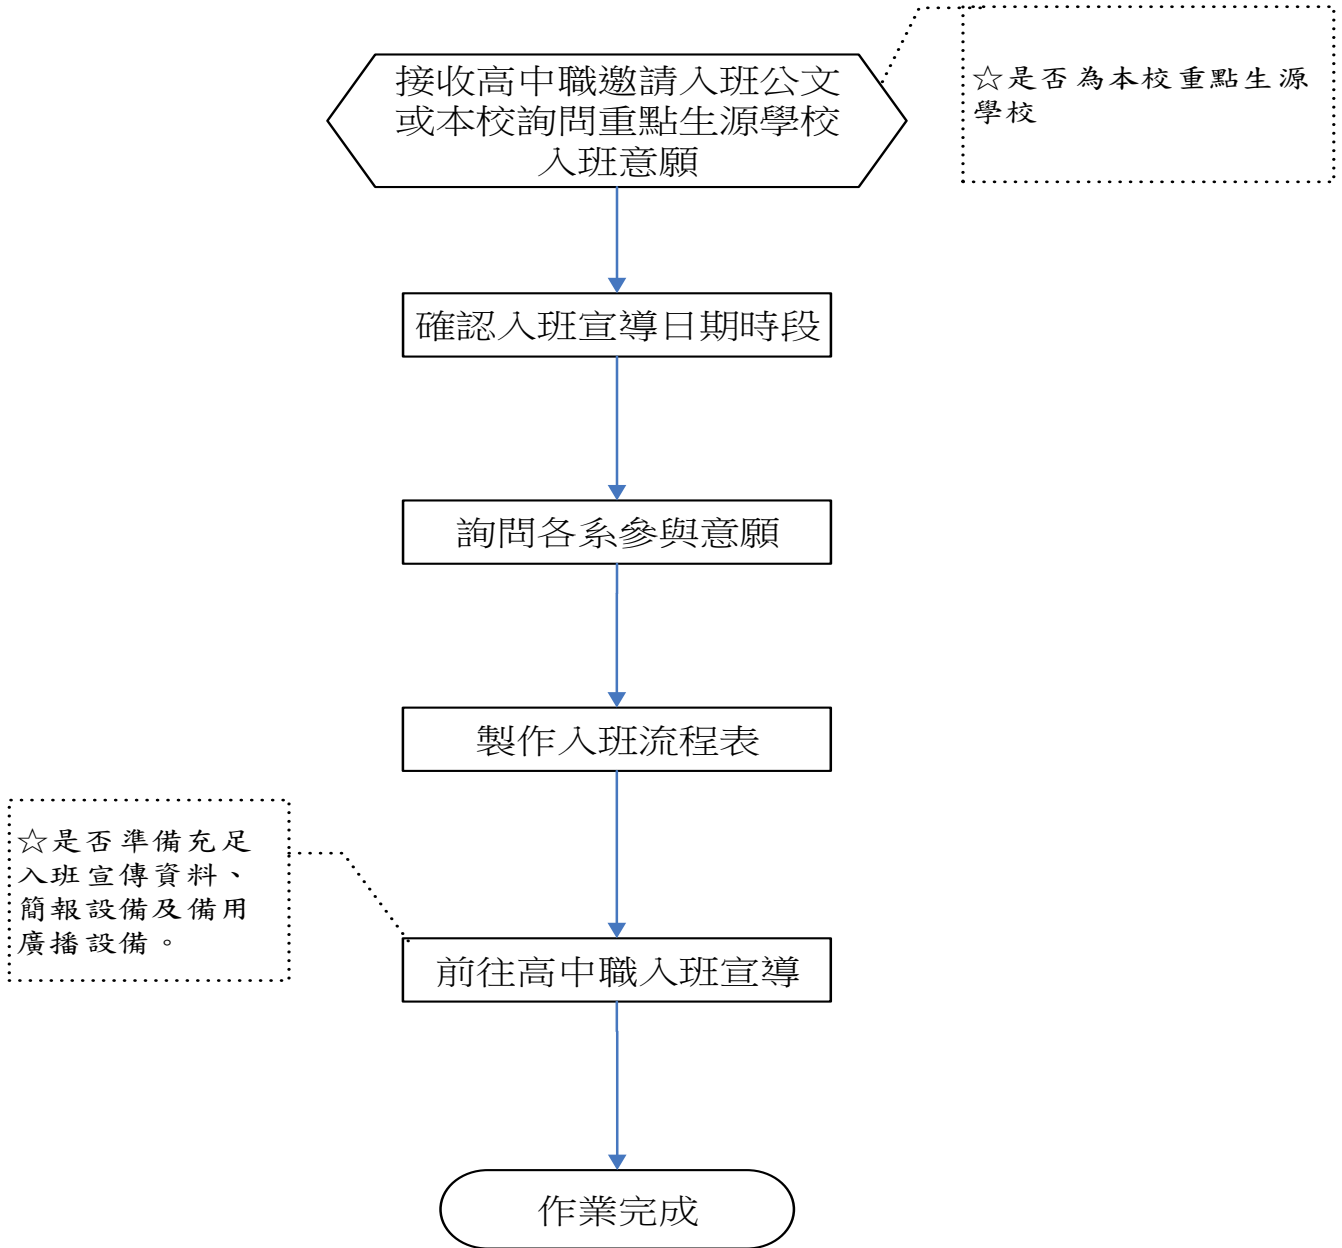 接收高中職邀請入班公文
或本校詢問重點生源學校
入班意願
☆是否為本校重點生源
學校
確認入班宣導日期時段
詢問各系參與意願
製作入班流程表
☆是否準備充足
入班宣傳資料、
簡報設備及備用
廣播設備。
前往高中職入班宣導
作業完成